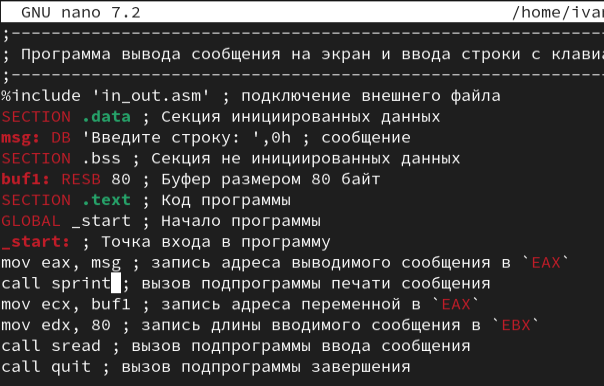 GNU nano 7.2 /home/ivan
;-----------------------------------------------------------
; Программа вывода сообщения на экран и ввода строки с клавиа
;-----------------------------------------------------------
%include 'in_out.asm' ; подключение внешнего файла
SECTION .data ; Секция инициированных данных
msg: DB 'Введите строку: ',0h ; сообщение
SECTION .bss ; Секция не инициированных данных
buf1: RESB 80 ; Буфер размером 80 байт
SECTION .text ; Код программы
GLOBAL _start ; Начало программы
_start: ; Точка входа в программу
mov eax, msg ; запись адреса выводимого сообщения в `EAX`
call sprint ; вызов подпрограммы печати сообщения
mov ecx, buf1 ; запись адреса переменной в `EAX`
mov edx, 80 ; запись длины вводимого сообщения в `EBX`
call sread ; вызов подпрограммы ввода сообщения
call quit ; вызов подпрограммы завершения